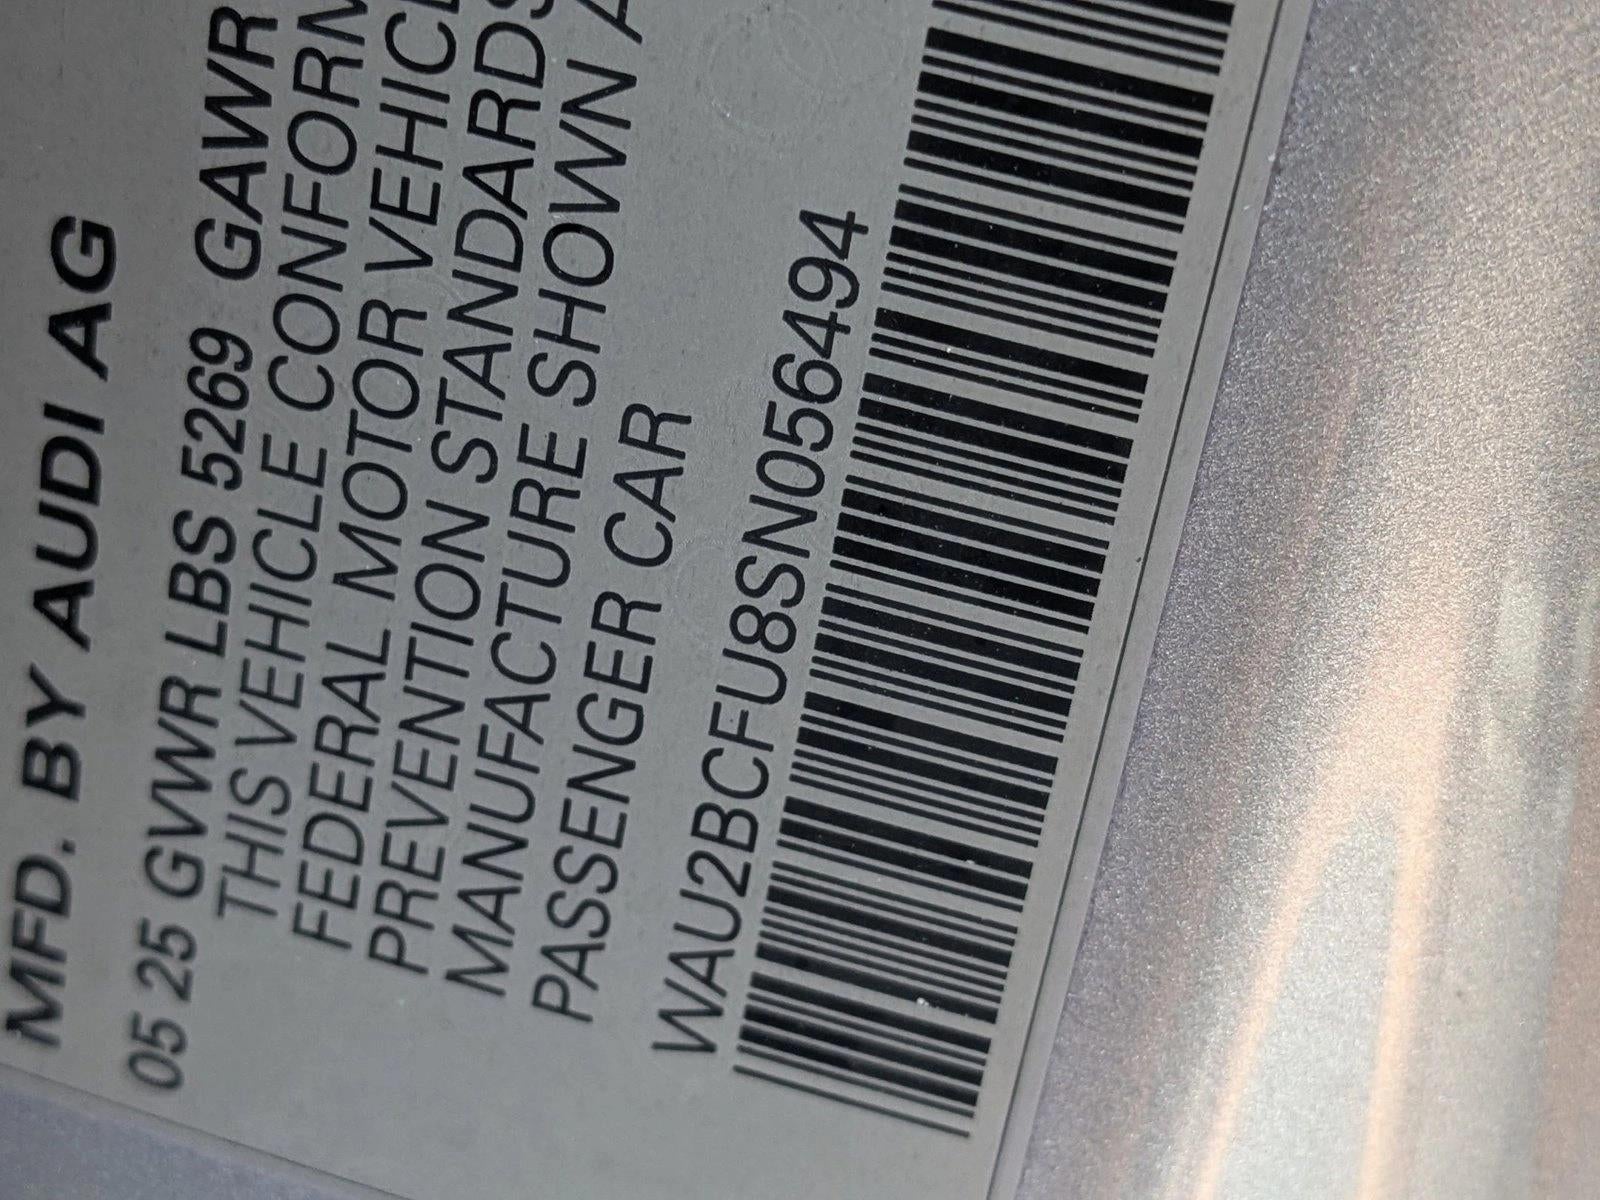 MFD. BY AUDI AG
05 25 GVWR LBS 5269 GAWR
THIS VEHICLE CONFORM
FEDERAL MOTOR VEHICL
PREVENTION STANDARDS
MANUFACTURE SHOWN A
PASSENGER CAR
WAU2BCFU8SN056494